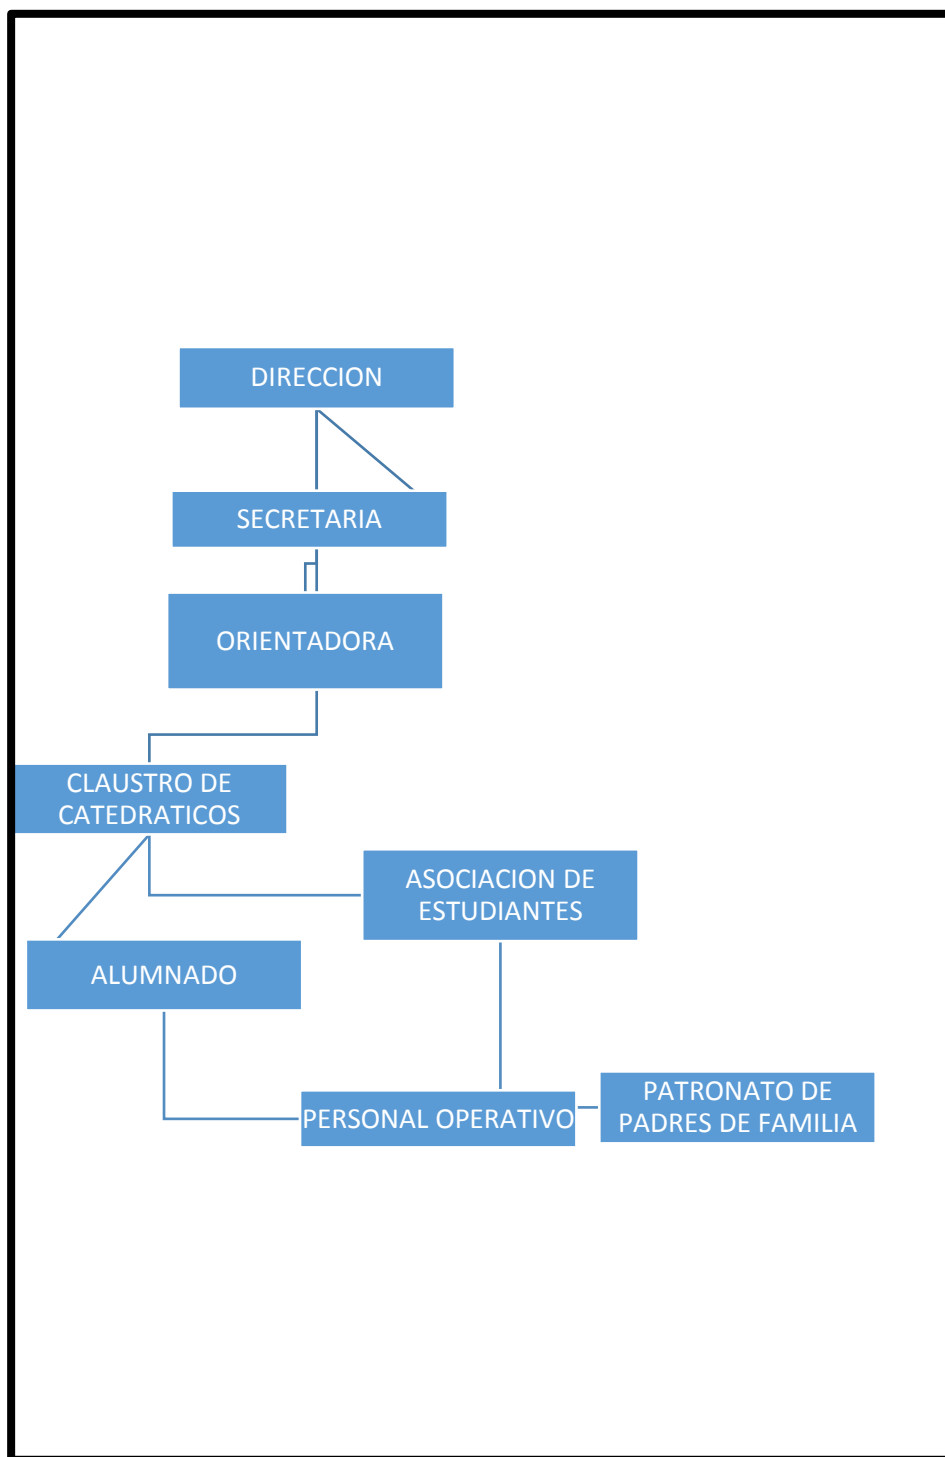 DIRECCION
SECRETARIA
ORIENTADORA
CLAUSTRO DE
CATEDRATICOS
ASOCIACION DE
ESTUDIANTES
ALUMNADO
PERSONAL OPERATIVO
PATRONATO DE
PADRES DE FAMILIA